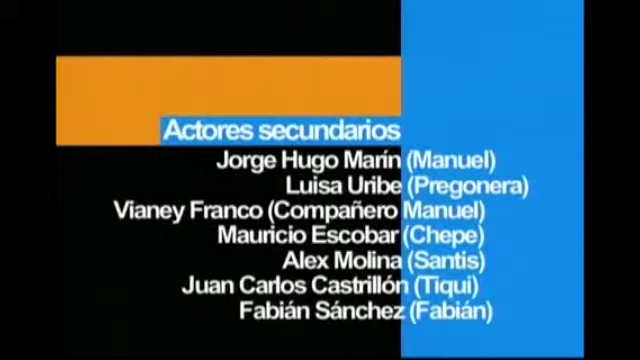 Actores secundarios
Jorge Hugo Marín (Manuel)
Luisa Uribe (Pregonera)
Vianey Franco (Compañero Manuel)
Mauricio Escobar (Chepe)
Alex Molina (Santis)
Juan Carlos Castrillón (Tiqui)
Fabián Sánchez (Fabián)